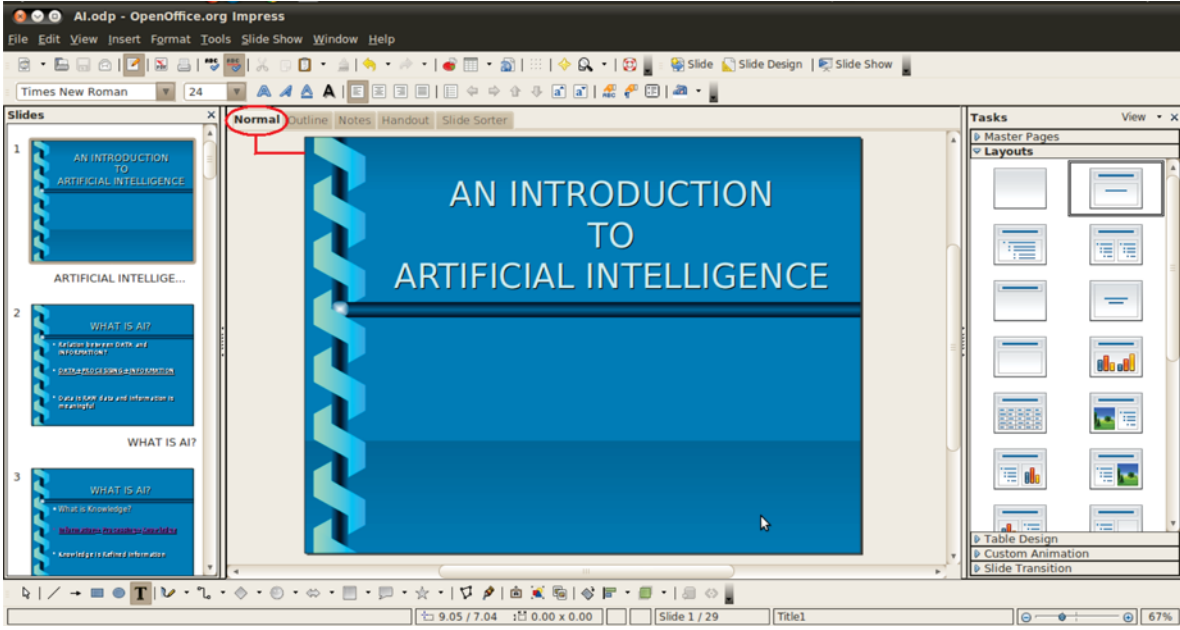 AI.odp - OpenOffice.org Impress
File Edit View Insert Format Tools Slide Show Window Help
Slide Slide Design Slide Show
Times New Roman 24
Slides
Normal Outline Notes Handout Slide Sorter
Tasks View
1
AN INTRODUCTION
TO
ARTIFICIAL INTELLIGENCE
ARTIFICIAL INTELLIGE...
2
WHAT IS AI?
• Relation between DATA and
INFORMATION?
• DATA→PROCESSING→INFORMATION
• Data is RAW data and Information is
meaningful
WHAT IS AI?
3
WHAT IS AI?
• What is Knowledge?
• Knowledge is Refined Information
AN INTRODUCTION
TO
ARTIFICIAL INTELLIGENCE
Master Pages
Layouts
Table Design
Custom Animation
Slide Transition
9.05 / 7.04 0.00 x 0.00 Slide 1 / 29 Title1 67%